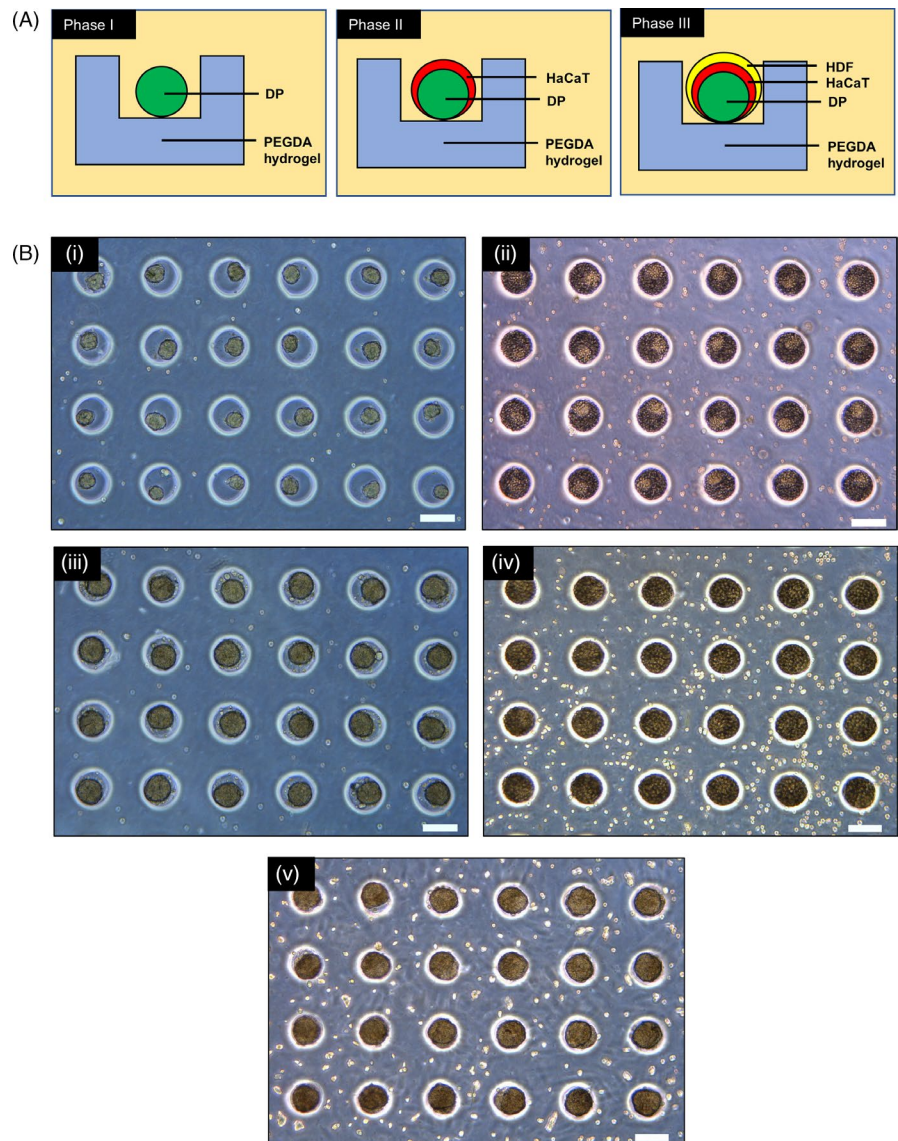 (A)
Phase I
DP
PEGDA
hydrogel
Phase II
HaCaT
DP
PEGDA
hydrogel
Phase III
HDF
HaCaT
DP
PEGDA
hydrogel
(B)
(i)
(ii)
(iii)
(iv)
(v)